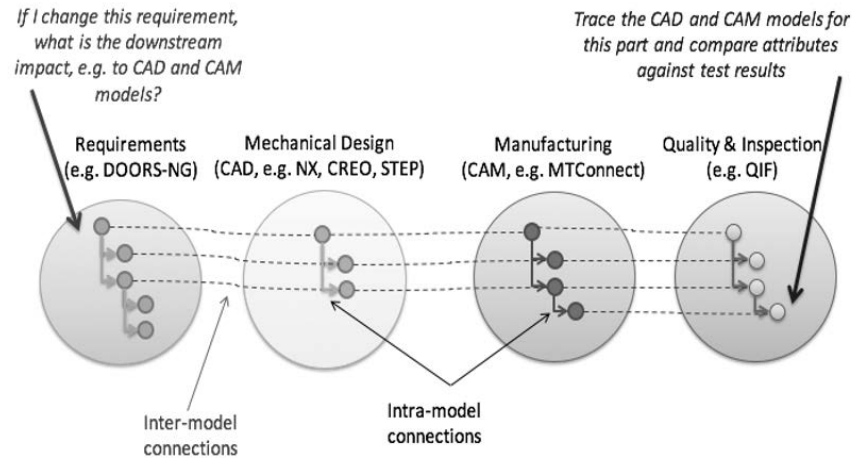 If I change this requirement,
what is the downstream
impact, e.g. to CAD and CAM
models?
Trace the CAD and CAM models for
this part and compare attributes
against test results
Requirements
(e.g. DOORS-NG)
Mechanical Design
(CAD, e.g. NX, CREO, STEP)
Manufacturing
(CAM, e.g. MTConnect)
Quality & Inspection
(e.g. QIF)
Inter-model
connections
Intra-model
connections